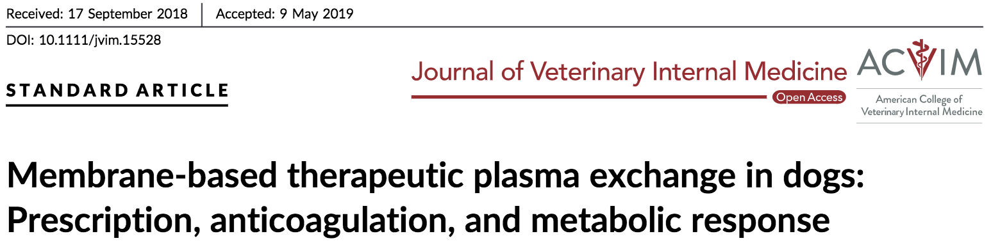 Received: 17 September 2018 | Accepted: 9 May 2019
DOI: 10.1111/jvim.15528
STANDARD ARTICLE
Journal of Veterinary Internal Medicine
Open Access
ACVIM
American College of
Veterinary Internal Medicine
Membrane-based therapeutic plasma exchange in dogs:
Prescription, anticoagulation, and metabolic response